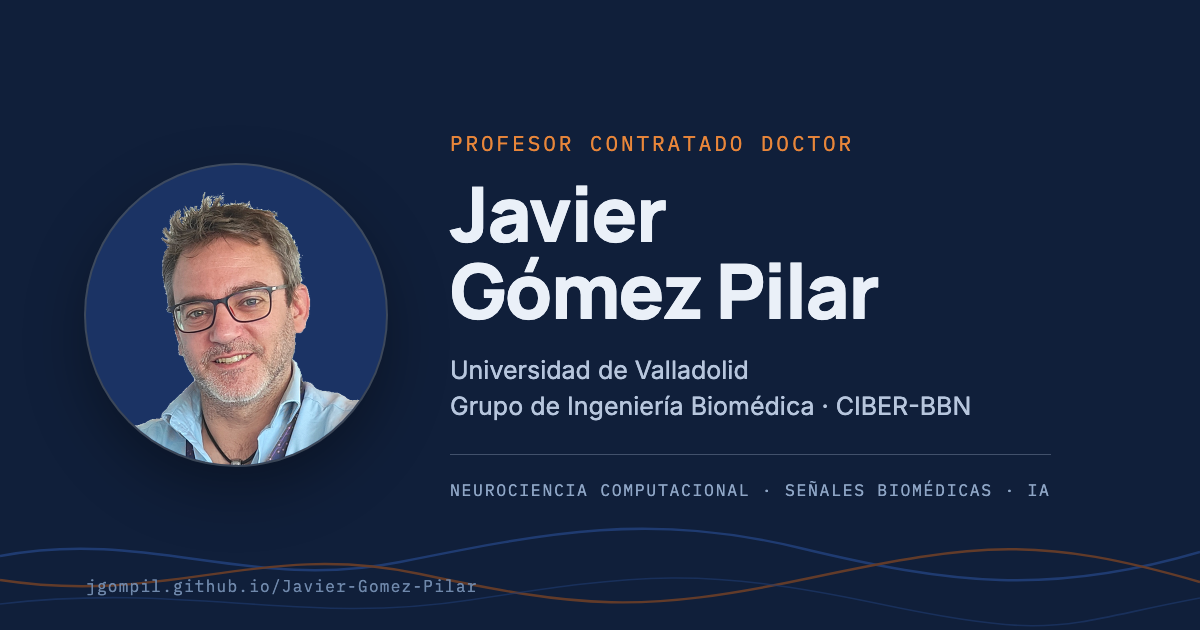 PROFESOR CONTRATADO DOCTOR
Javier
Gómez Pilar
Universidad de Valladolid
Grupo de Ingeniería Biomédica · CIBER-BBN
NEUROCIENCIA COMPUTACIONAL · SEÑALES BIOMÉDICAS · IA
jgompil.github.io/Javier-Gomez-Pilar